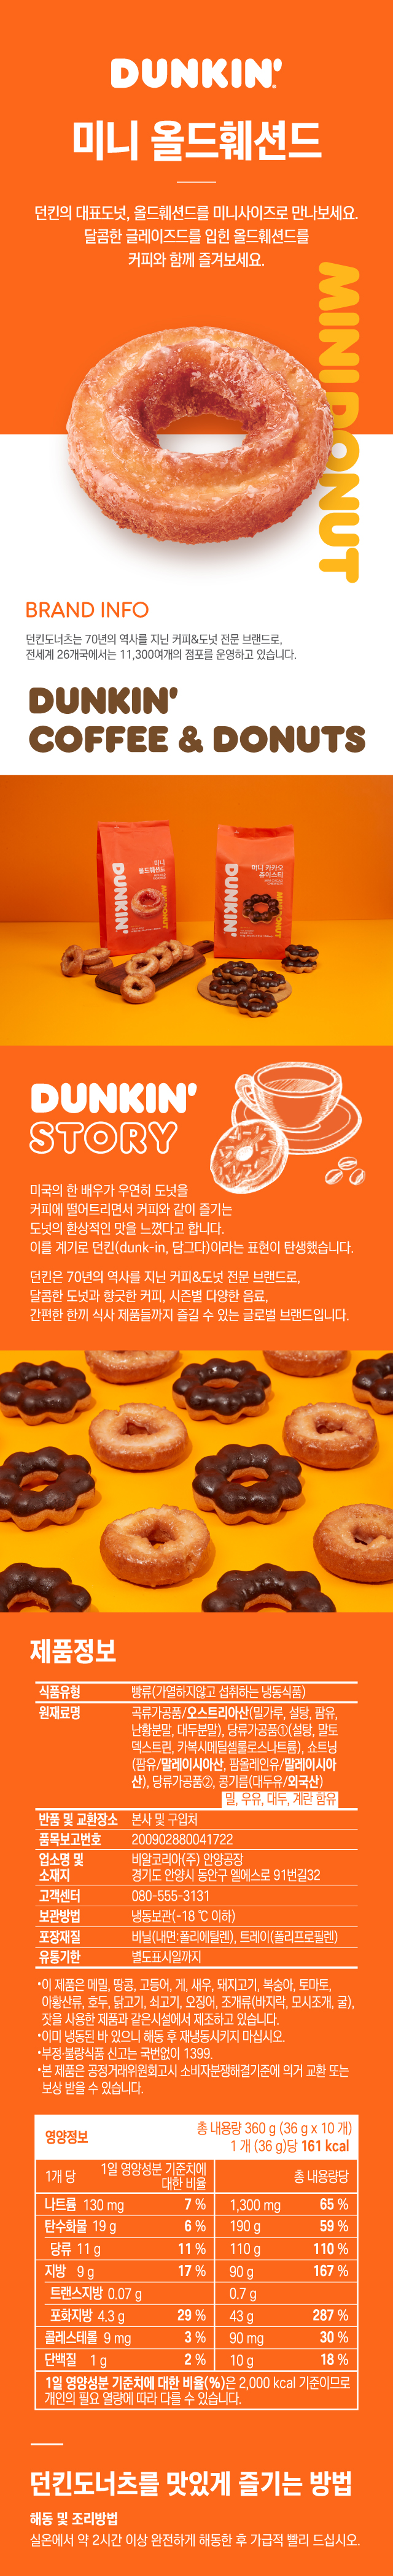 DUNKIN'
미니 올드훼션드
던킨의 대표도넛, 올드훼션드를 미니사이즈로 만나보세요.
달콤한 글레이즈드를 입힌 올드훼션드를
커피와 함께 즐겨보세요.
MINI DONUT
BRAND INFO
던킨도너츠는 70년의 역사를 지닌 커피&도넛 전문 브랜드로,
전세계 26개국에서는 11,300여개의 점포를 운영하고 있습니다.
DUNKIN'
COFFEE & DONUTS
미니
올드훼션드
DUNKIN'
미니 카카오
츄이스티
DUNKIN'
MINI DONUT
DUNKIN'
STORY
미국의 한 배우가 우연히 도넛을
커피에 떨어트리면서 커피와 같이 즐기는
도넛의 환상적인 맛을 느꼈다고 합니다.
이를 계기로 던킨(dunk-in, 담그다)이라는 표현이 탄생했습니다.
던킨은 70년의 역사를 지닌 커피&도넛 전문 브랜드로,
달콤한 도넛과 향긋한 커피, 시즌별 다양한 음료,
간편한 한끼 식사 제품들까지 즐길 수 있는 글로벌 브랜드입니다.
제품정보
식품유형 빵류(가열하지않고 섭취하는 냉동식품)
원재료명 곡류가공품/오스트리아산(밀가루, 설탕, 팜유,
난황분말, 대두분말), 당류가공품①(설탕, 말토
덱스트린, 카복시메틸셀룰로스나트륨), 쇼트닝
(팜유/말레이시아산, 팜올레인유/말레이시아
산), 당류가공품②, 콩기름(대두유/외국산)
밀, 우유, 대두, 계란 함유
반품 및 교환장소 본사 및 구입처
품목보고번호 200902880041722
업소명 및 비알코리아(주) 안양공장
소재지 경기도 안양시 동안구 엘에스로 91번길32
고객센터 080-555-3131
보관방법 냉동보관(-18 ℃ 이하)
포장재질 비닐(내면:폴리에틸렌), 트레이(폴리프로필렌)
유통기한 별도표시일까지
•이 제품은 메밀, 땅콩, 고등어, 게, 새우, 돼지고기, 복숭아, 토마토,
아황산류, 호두, 닭고기, 쇠고기, 오징어, 조개류(바지락, 모시조개, 굴),
잣을 사용한 제품과 같은시설에서 제조하고 있습니다.
•이미 냉동된 바 있으니 해동 후 재냉동시키지 마십시오.
•부정·불량식품 신고는 국번없이 1399.
•본 제품은 공정거래위원회고시 소비자분쟁해결기준에 의거 교환 또는
보상 받을 수 있습니다.
영양정보
총 내용량 360 g (36 g x 10 개)
1 개 (36 g)당 161 kcal
1개 당 1일 영양성분 기준치에 대한 비율 총 내용량당
나트륨 130 mg 7 % 1,300 mg 65 %
탄수화물 19 g 6 % 190 g 59 %
당류 11 g 11 % 110 g 110 %
지방 9 g 17 % 90 g 167 %
트랜스지방 0.07 g 0.7 g
포화지방 4.3 g 29 % 43 g 287 %
콜레스테롤 9 mg 3 % 90 mg 30 %
단백질 1 g 2 % 10 g 18 %
1일 영양성분 기준치에 대한 비율(%)은 2,000 kcal 기준이므로
개인의 필요 열량에 따라 다를 수 있습니다.
던킨도너츠를 맛있게 즐기는 방법
해동 및 조리방법
실온에서 약 2시간 이상 완전하게 해동한 후 가급적 빨리 드십시오.